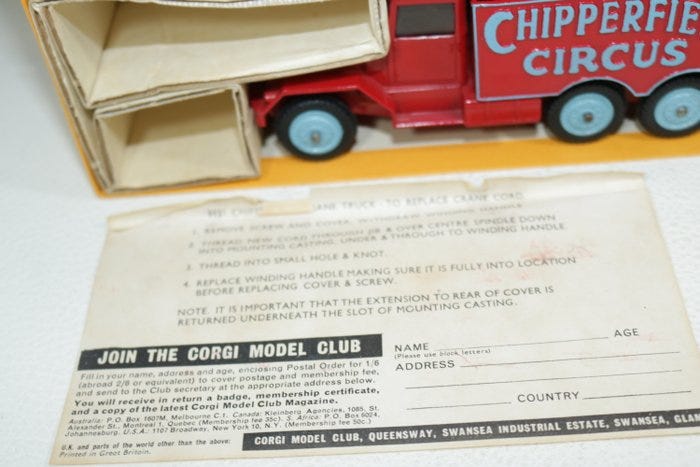 CHIPPERFIE
CIRCUS
TRUCK - TO REPLACE CRANE CORD
1. REMOVE SCREW AND COVER, WITHDREW WINDING HANDLE
2. THREAD NEW CORD THROUGH JIB & OVER CENTRE SPINDLE DOWN
INTO MOUNTING CASTING, UNDER & THROUGH TO WINDING HANDLE
3. THREAD INTO SMALL HOLE & KNOT.
4. REPLACE WINDING HANDLE MAKING SURE IT IS FULLY INTO LOCATION
BEFORE REPLACING COVER & SCREW.
NOTE. IT IS IMPORTANT THAT THE EXTENSION TO REAR OF COVER IS
RETURNED UNDERNEATH THE SLOT OF MOUNTING CASTING.
JOIN THE CORGI MODEL CLUB
Fill in your name, address and age, enclosing Postal Order for 1/6
(abroad 2/6 or equivalent) to cover postage and membership fee,
and send to the Club secretary at the appropriate address below.
You will receive in return a badge, membership certificate,
and a copy of the latest Corgi Model Club Magazine.
Australia: P.O. Box 1607M, Melbourne C.1. Canada: Kleinberg Agencies, 1085, St.
Alexander St., Montreal 1, Quebec (Membership fee 35c). S. Africa: P.O. Box 6024,
Johannesburg. U.S.A.: 1107 Broadway, New York 10, N.Y. (Membership fee 50c.)
U.K. and parts of the world other than the above:
Printed in Great Britain.
NAME AGE
(Please use block letters)
ADDRESS
COUNTRY
CORGI MODEL CLUB, QUEENSWAY, SWANSEA INDUSTRIAL ESTATE, SWANSEA, GLAM